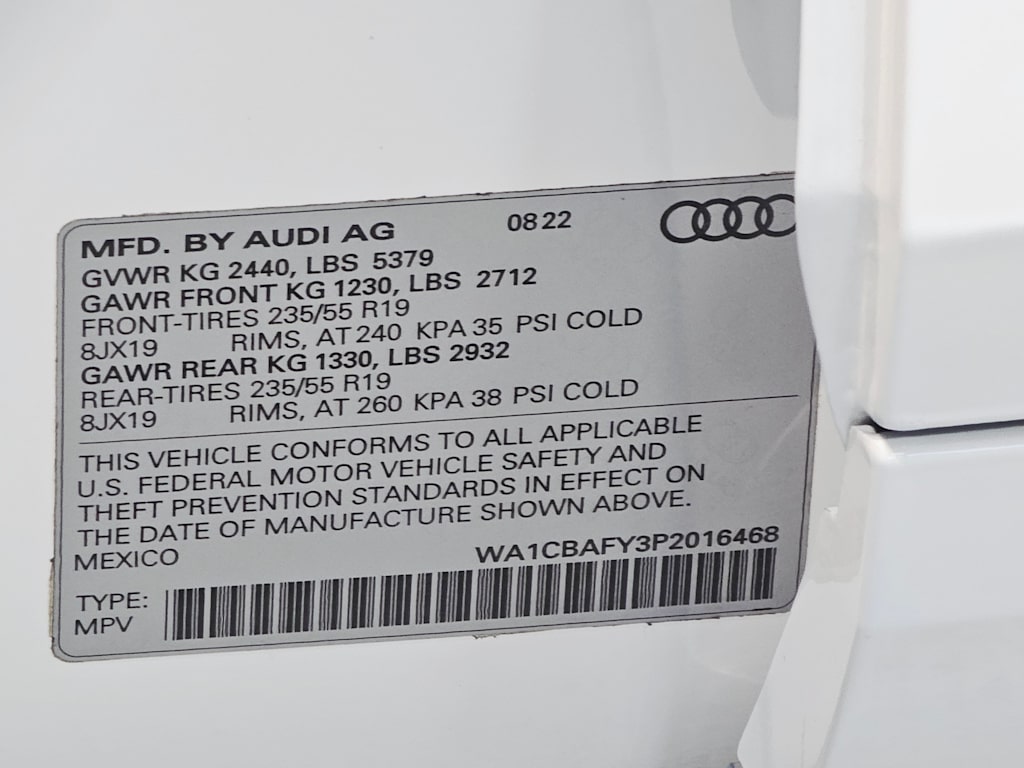 MFD. BY AUDI AG 08 22
GVWR KG 2440, LBS 5379
GAWR FRONT KG 1230, LBS 2712
FRONT-TIRES 235/55 R19
8JX19 RIMS, AT 240 KPA 35 PSI COLD
GAWR REAR KG 1330, LBS 2932
REAR-TIRES 235/55 R19
8JX19 RIMS, AT 260 KPA 38 PSI COLD
THIS VEHICLE CONFORMS TO ALL APPLICABLE
U.S. FEDERAL MOTOR VEHICLE SAFETY AND
THEFT PREVENTION STANDARDS IN EFFECT ON
THE DATE OF MANUFACTURE SHOWN ABOVE.
MEXICO WA1CBAFY3P2016468
TYPE:
MPV